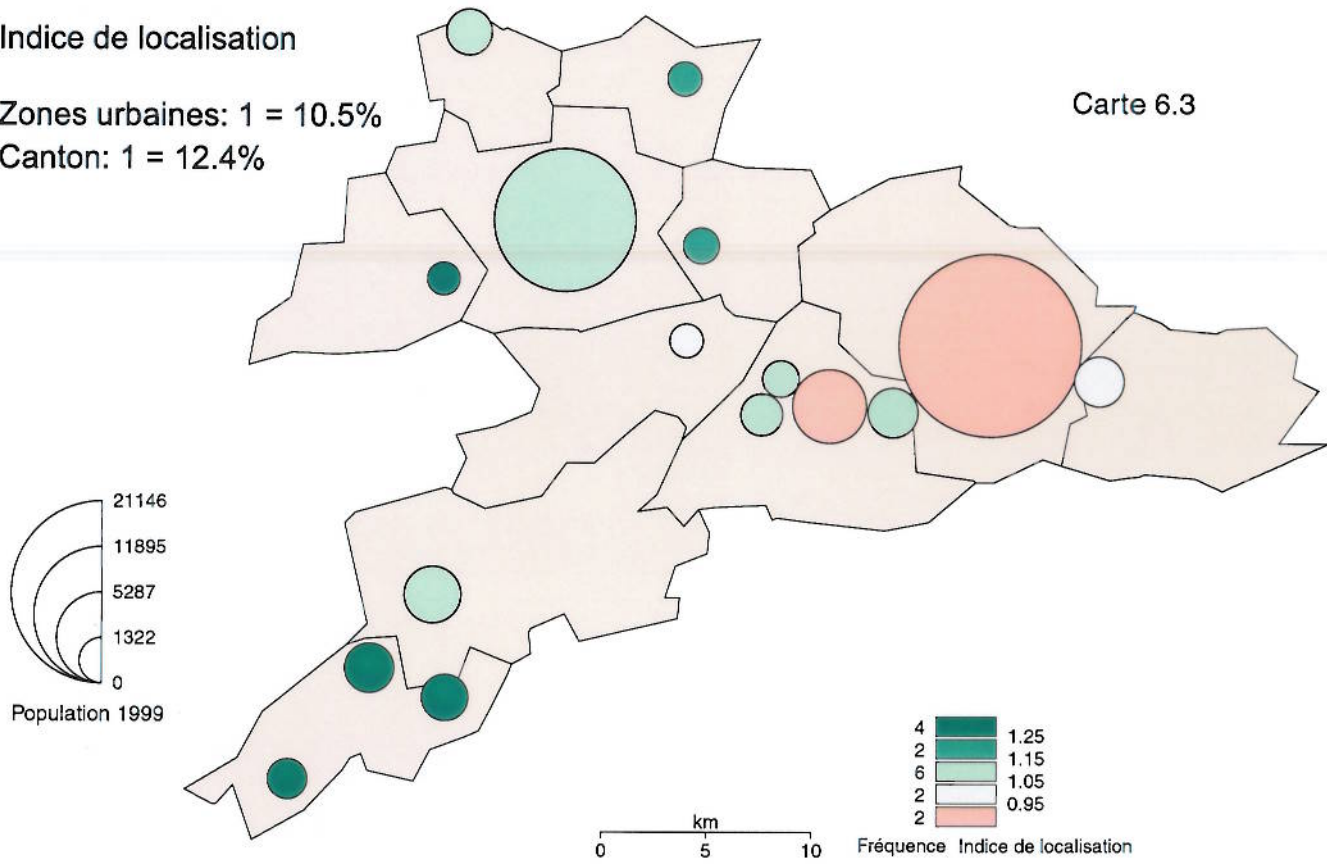 Indice de localisation
Zones urbaines: 1 = 10.5%
Canton: 1 = 12.4%
Carte 6.3
21146
11895
5287
1322
0
Population 1999
km
0 5 10
4
2
6
2
2
1.25
1.15
1.05
0.95
Fréquence Indice de localisation